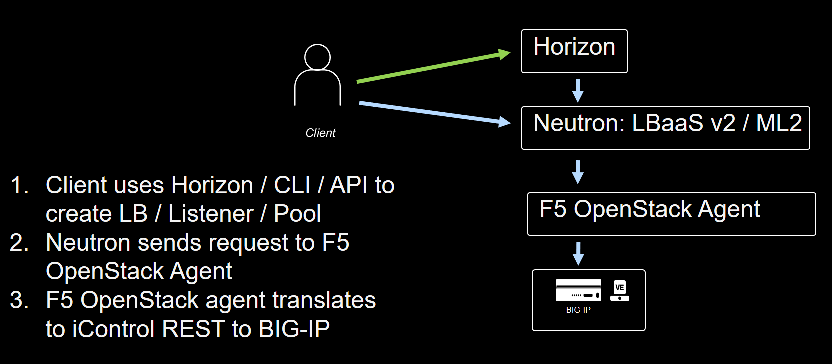 Horizon
Client
Neutron: LBaaS v2 / ML2
1. Client uses Horizon / CLI / API to
create LB / Listener / Pool
2. Neutron sends request to F5
OpenStack Agent
3. F5 OpenStack agent translates
to iControl REST to BIG-IP
F5 OpenStack Agent
VE
BIG IP